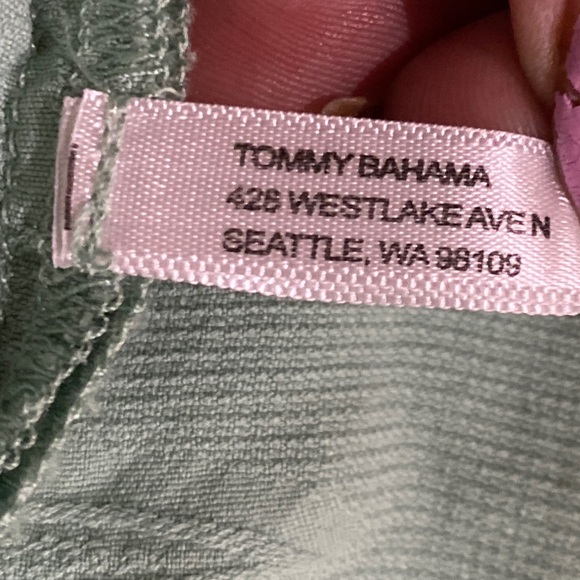 TOMMY BAHAMA
428 WESTLAKE AVE N
SEATTLE, WA 98109